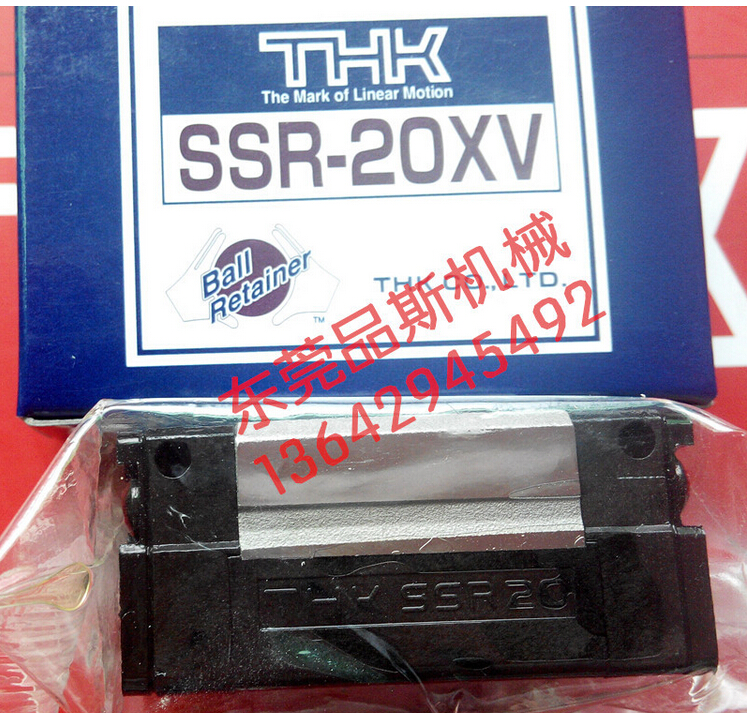 THK
The Mark of Linear Motion
SSR-20XV
Ball
Retainer
TM
THK CO., LTD.
东莞品斯机械
13642945492
THK SSR20